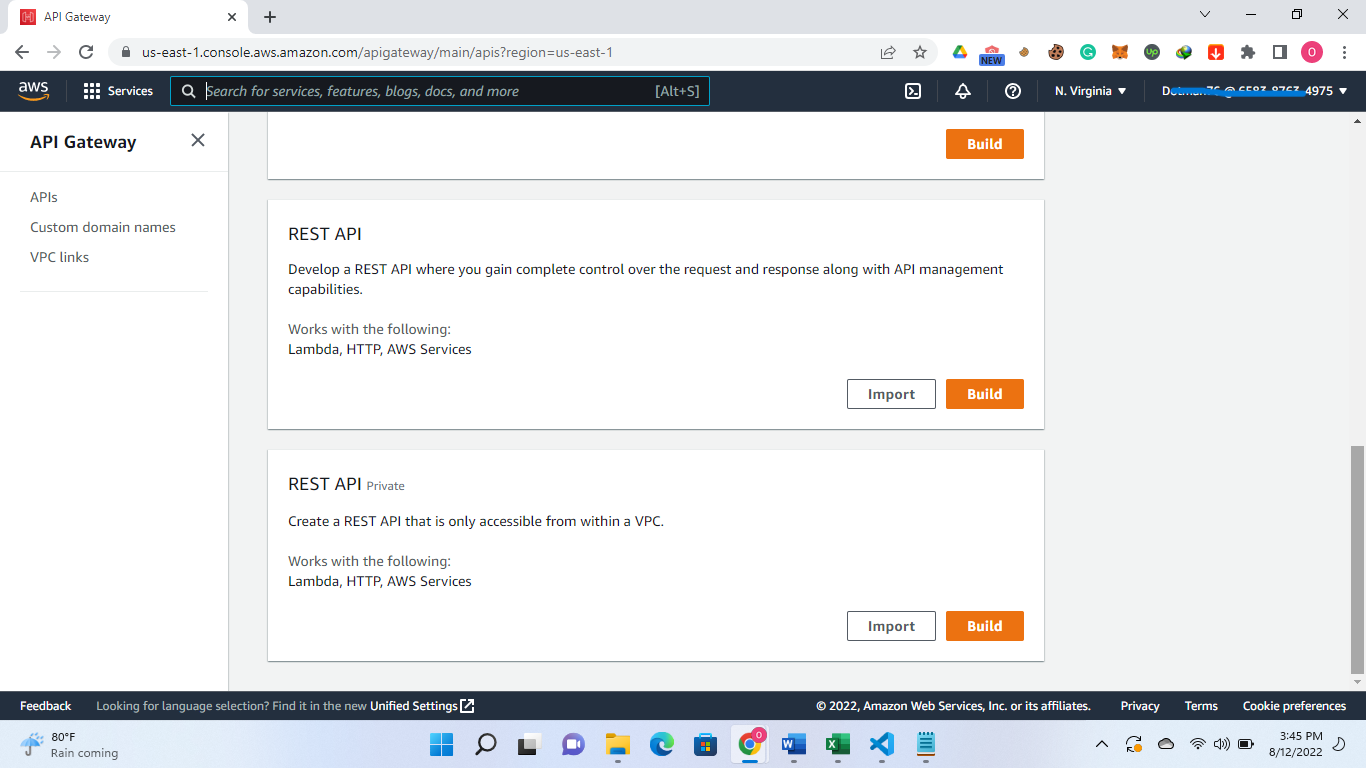 API Gateway
us-east-1.console.aws.amazon.com/apigateway/main/apis?region=us-east-1
NEW
Up
O
aws
Services
Search for services, features, blogs, docs, and more
[Alt+S]
N. Virginia
4975
API Gateway
APIs
Custom domain names
VPC links
Build
REST API
Develop a REST API where you gain complete control over the request and response along with API management
capabilities.
Works with the following:
Lambda, HTTP, AWS Services
Import
Build
REST API Private
Create a REST API that is only accessible from within a VPC.
Works with the following:
Lambda, HTTP, AWS Services
Import
Build
Feedback
Looking for language selection? Find it in the new Unified Settings
© 2022, Amazon Web Services, Inc. or its affiliates.
Privacy
Terms
Cookie preferences
80°F
Rain coming
3:45 PM
8/12/2022